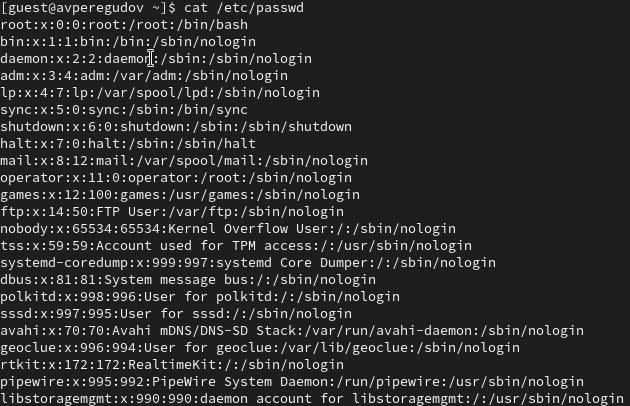 [guest@avperegudov ~]$ cat /etc/passwd
root:x:0:0:root:/root:/bin/bash
bin:x:1:1:bin:/bin:/sbin/nologin
daemon:x:2:2:daemon:/sbin:/sbin/nologin
adm:x:3:4:adm:/var/adm:/sbin/nologin
lp:x:4:7:lp:/var/spool/lpd:/sbin/nologin
sync:x:5:0:sync:/sbin:/bin/sync
shutdown:x:6:0:shutdown:/sbin:/sbin/shutdown
halt:x:7:0:halt:/sbin:/sbin/halt
mail:x:8:12:mail:/var/spool/mail:/sbin/nologin
operator:x:11:0:operator:/root:/sbin/nologin
games:x:12:100:games:/usr/games:/sbin/nologin
ftp:x:14:50:FTP User:/var/ftp:/sbin/nologin
nobody:x:65534:65534:Kernel Overflow User:/:/sbin/nologin
tss:x:59:59:Account used for TPM access:/:/usr/sbin/nologin
systemd-coredump:x:999:997:systemd Core Dumper:/:/sbin/nologin
dbus:x:81:81:System message bus:/:/sbin/nologin
polkitd:x:998:996:User for polkitd:/:/sbin/nologin
sssd:x:997:995:User for sssd:/:/sbin/nologin
avahi:x:70:70:Avahi mDNS/DNS-SD Stack:/var/run/avahi-daemon:/sbin/nologin
geoclue:x:996:994:User for geoclue:/var/lib/geoclue:/sbin/nologin
rtkit:x:172:172:RealtimeKit:/:/sbin/nologin
pipewire:x:995:992:PipeWire System Daemon:/run/pipewire:/usr/sbin/nologin
libstoragemgmt:x:990:990:daemon account for libstoragemgmt:/:/usr/sbin/nologin